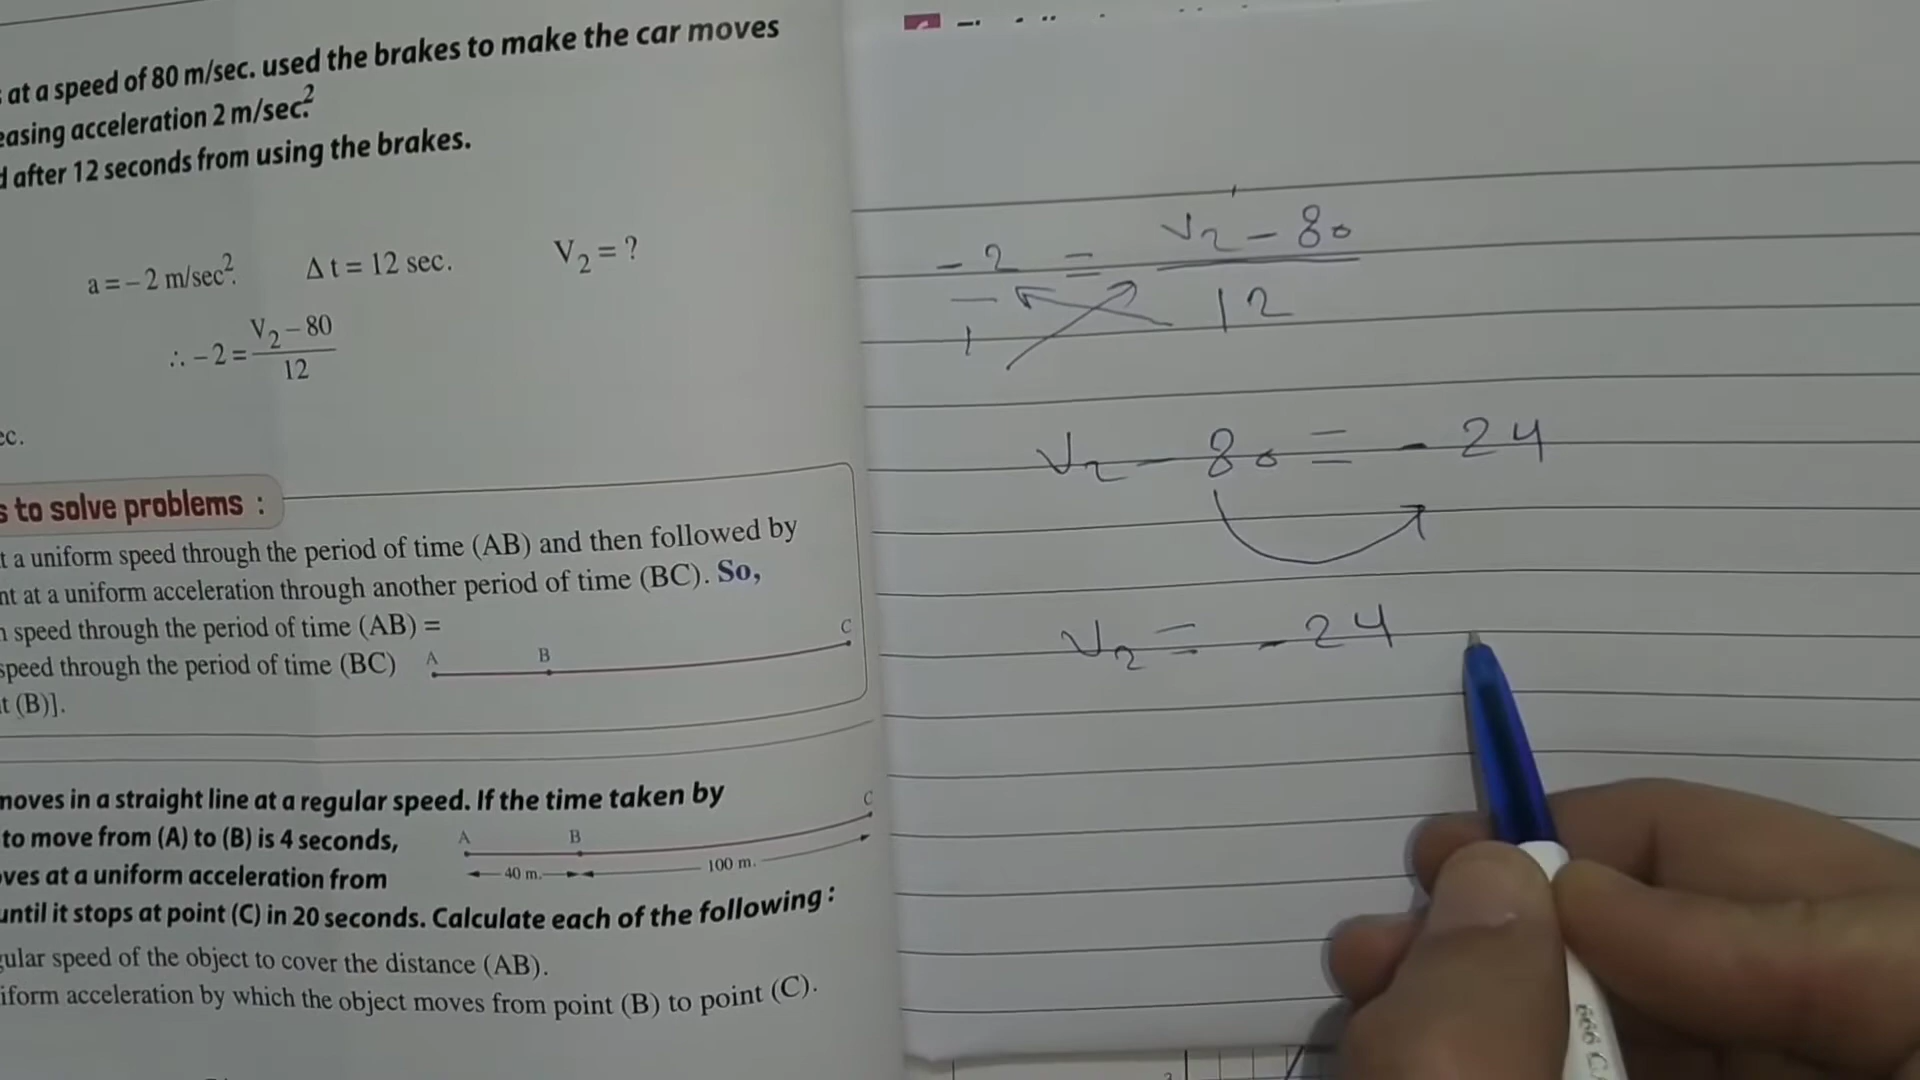 at a speed of 80 m/sec. used the brakes to make the car moves
easing acceleration 2 m/sec.²
after 12 seconds from using the brakes.
a = – 2 m/sec². Δ t = 12 sec. V₂ = ?
∴ – 2 = V₂ – 80 / 12
ec.
s to solve problems :
t a uniform speed through the period of time (AB) and then followed by
nt at a uniform acceleration through another period of time (BC). So,
speed through the period of time (AB) =
speed through the period of time (BC)
A B C
t (B)].
moves in a straight line at a regular speed. If the time taken by
to move from (A) to (B) is 4 seconds,
A B C
ves at a uniform acceleration from
40 m. 100 m.
until it stops at point (C) in 20 seconds. Calculate each of the following :
gular speed of the object to cover the distance (AB).
iform acceleration by which the object moves from point (B) to point (C).
- 2 = V₂ - 80
1 12
V₂ - 80 = - 24
V₂ = - 24